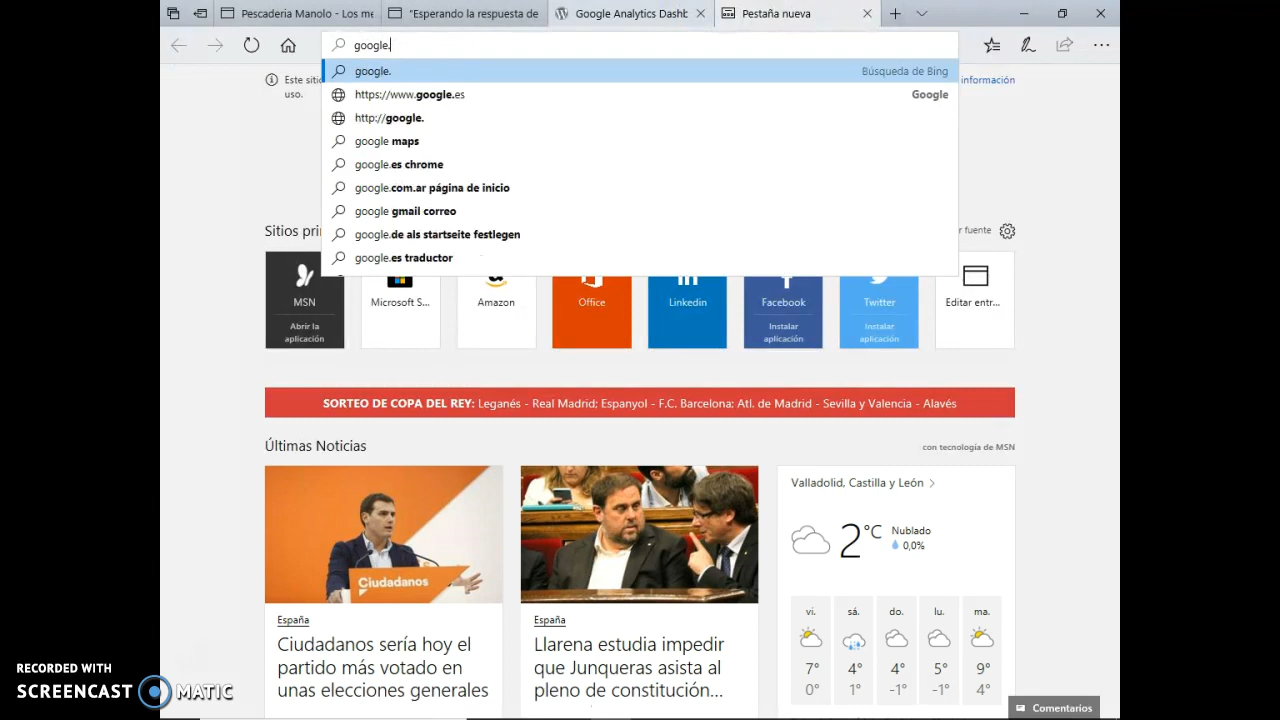 Pescaderia Manolo - Los me
"Esperando la respuesta de
Google Analytics Dashb
Pestaña nueva
google.
google. Búsqueda de Bing
https://www.google.es Google
http://google.
google maps
google.es chrome
google.com.ar página de inicio
google gmail correo
google.de als startseite festlegen
google.es traductor
Este siti
uso.
información
Sitios pri
r fuente
MSN
Abrir la
aplicación
Microsoft S...
Amazon
Office
Linkedin
Facebook
Instalar
aplicación
Twitter
Instalar
aplicación
Editar entr...
SORTEO DE COPA DEL REY: Leganés - Real Madrid; Espanyol - F.C. Barcelona; Atl. de Madrid - Sevilla y Valencia - Alavés
Últimas Noticias
con tecnología de MSN
Ciudadanos
España
Ciudadanos sería hoy el
partido más votado en
unas elecciones generales
España
Llarena estudia impedir
que Junqueras asista al
pleno de constitución...
Valladolid, Castilla y León
2°C
Nublado
0,0%
vi. sá. do. lu. ma.
7° 4° 4° 5° 9°
0° 1° -1° -1° 4°
Comentarios
RECORDED WITH
SCREENCAST MATIC